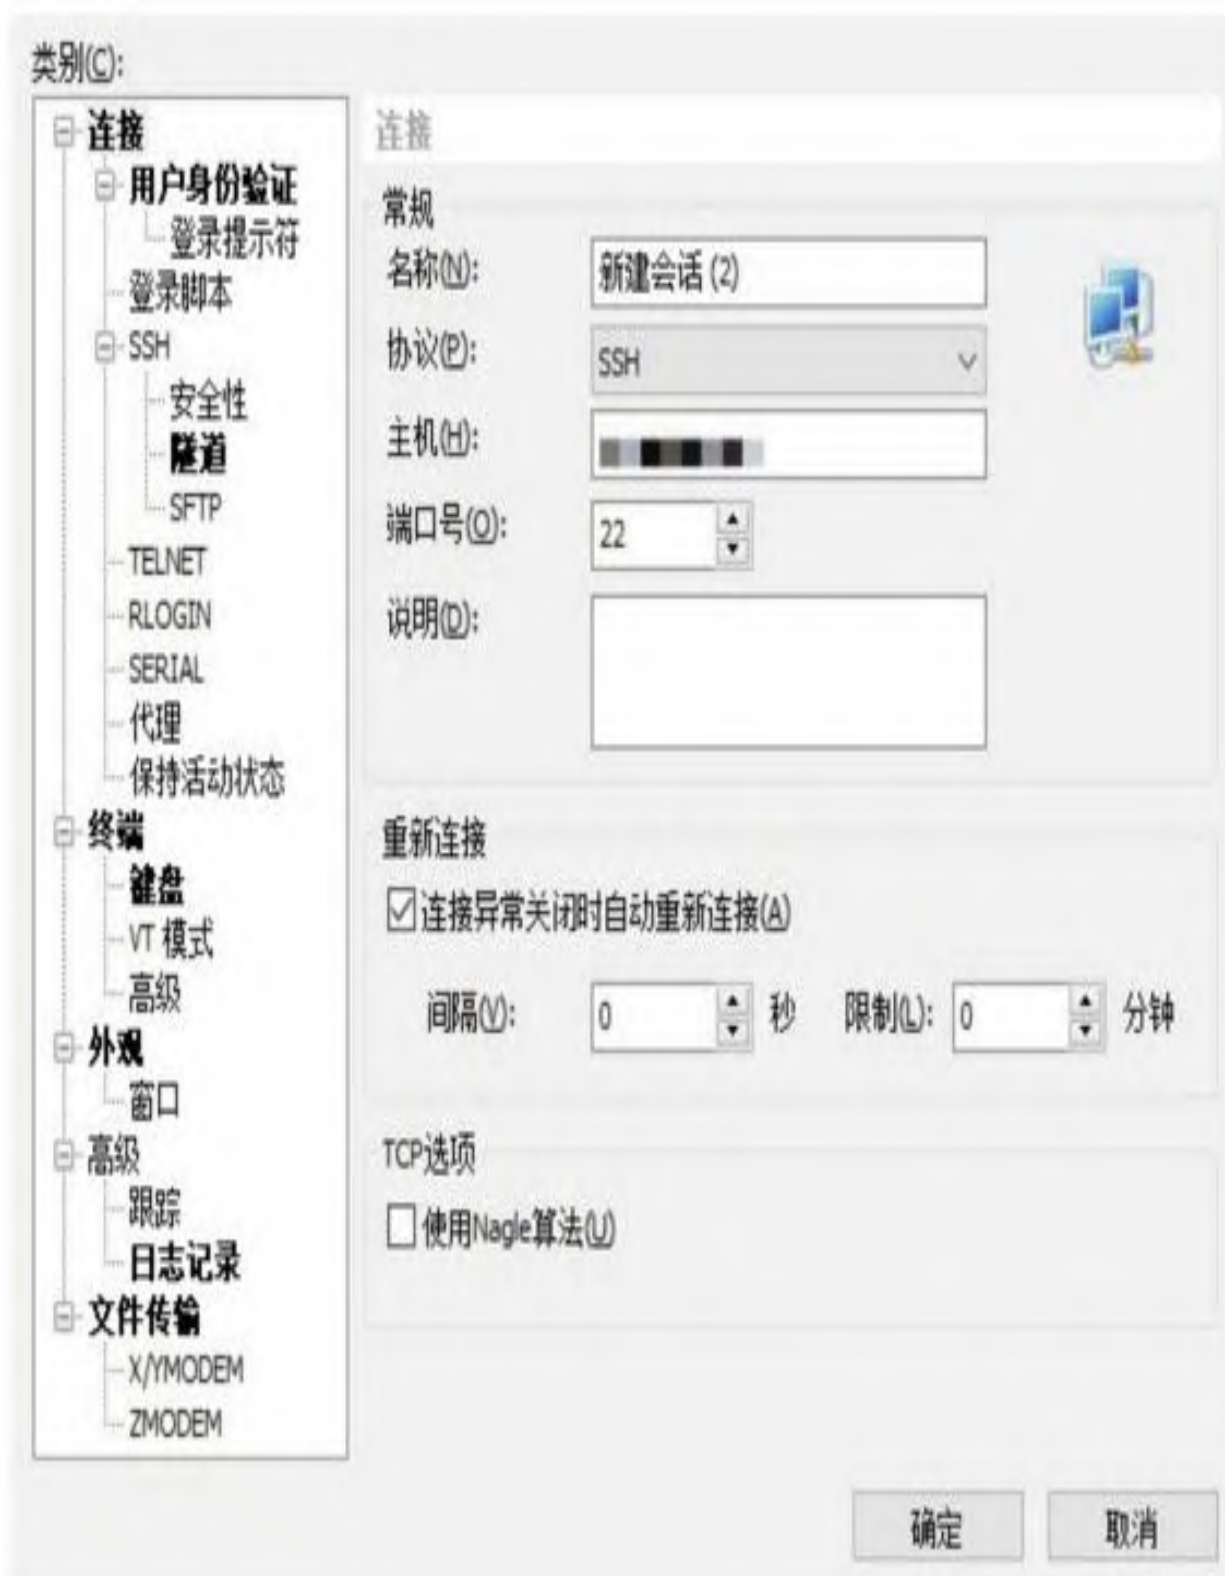 类别(C):
连接
用户身份验证
登录提示符
登录脚本
SSH
安全性
隧道
SFTP
TELNET
RLOGIN
SERIAL
代理
保持活动状态
终端
键盘
VT 模式
高级
外观
窗口
高级
跟踪
日志记录
文件传输
X/YMODEM
ZMODEM
连接
常规
名称(N): 新建会话 (2)
协议(P): SSH
主机(H):
端口号(O): 22
说明(D):
重新连接
连接异常关闭时自动重新连接(A)
间隔(V): 0 秒 限制(L): 0 分钟
TCP选项
使用Nagle算法(U)
确定 取消